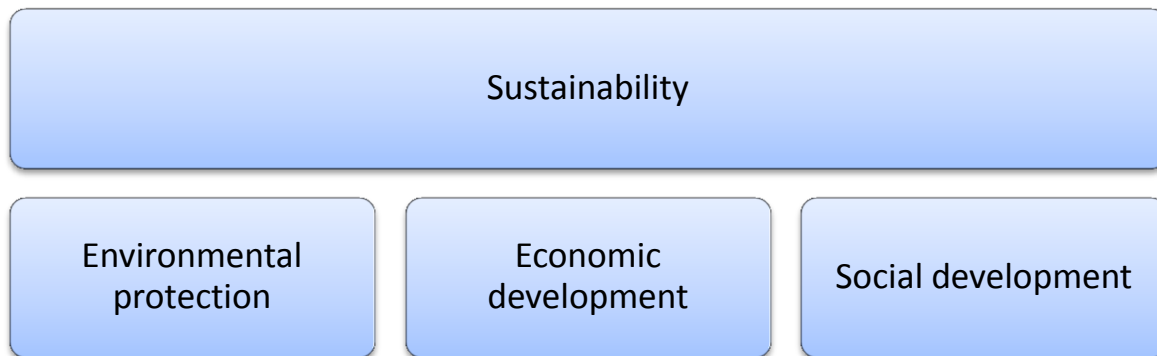 Sustainability
Environmental
protection
Economic
development
Social development